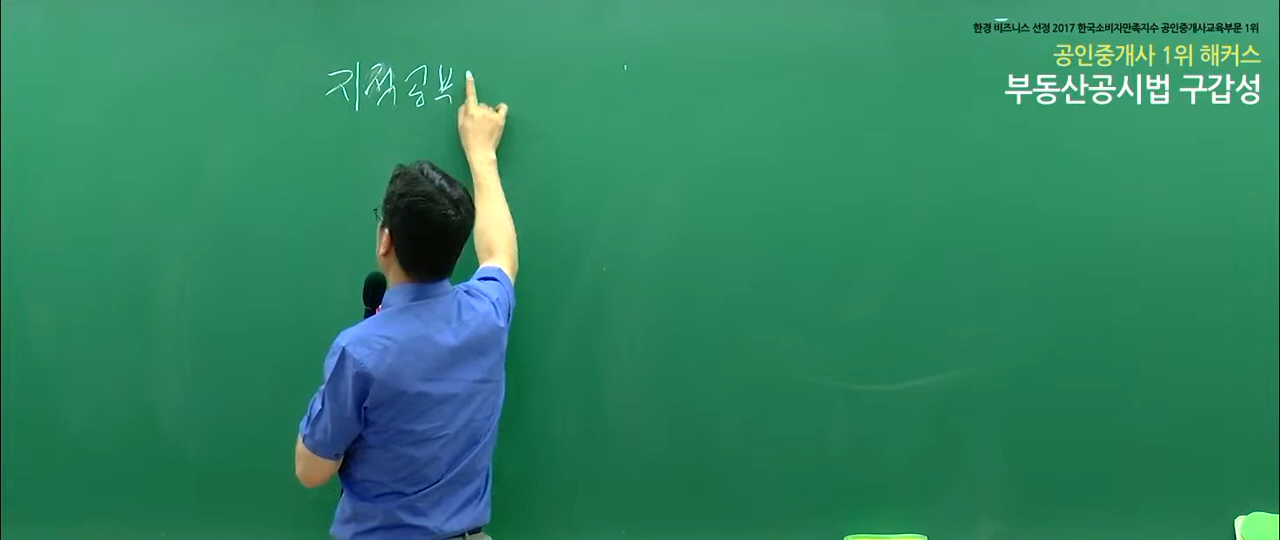 한경 비즈니스 선정 2017 한국소비자만족지수 공인중개사교육부문 1위
공인중개사 1위 해커스
부동산공시법 구갑성
지적공부